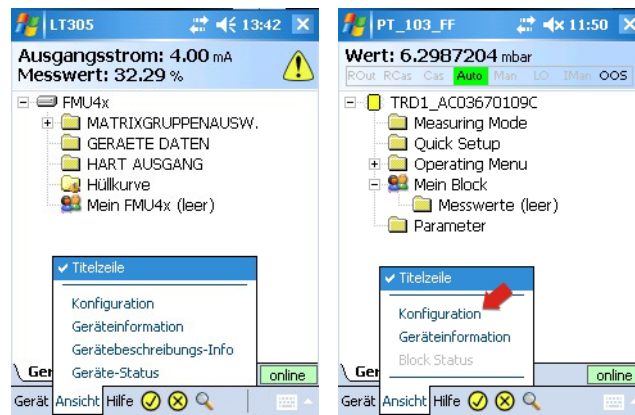 LT305
13:42
Ausgangsstrom: 4.00 mA
Messwert: 32.29 %
FMU4x
MATRIXGRUPPENAUSW.
GERAETE DATEN
HART AUSGANG
Hüllkurve
Mein FMU4x (leer)
Titelzeile
Konfiguration
Geräteinformation
Gerätebeschreibungs-Info
Geräte-Status
Ger
online
Gerät Ansicht Hilfe
PT_103_FF
11:50
Wert: 6.2987204 mbar
ROut RCas Cas Auto Man LO IMan OOS
TRD1_AC03670109C
Measuring Mode
Quick Setup
Operating Menu
Mein Block
Messwerte (leer)
Parameter
Titelzeile
Konfiguration
Geräteinformation
Block Status
Ger
online
Gerät Ansicht Hilfe